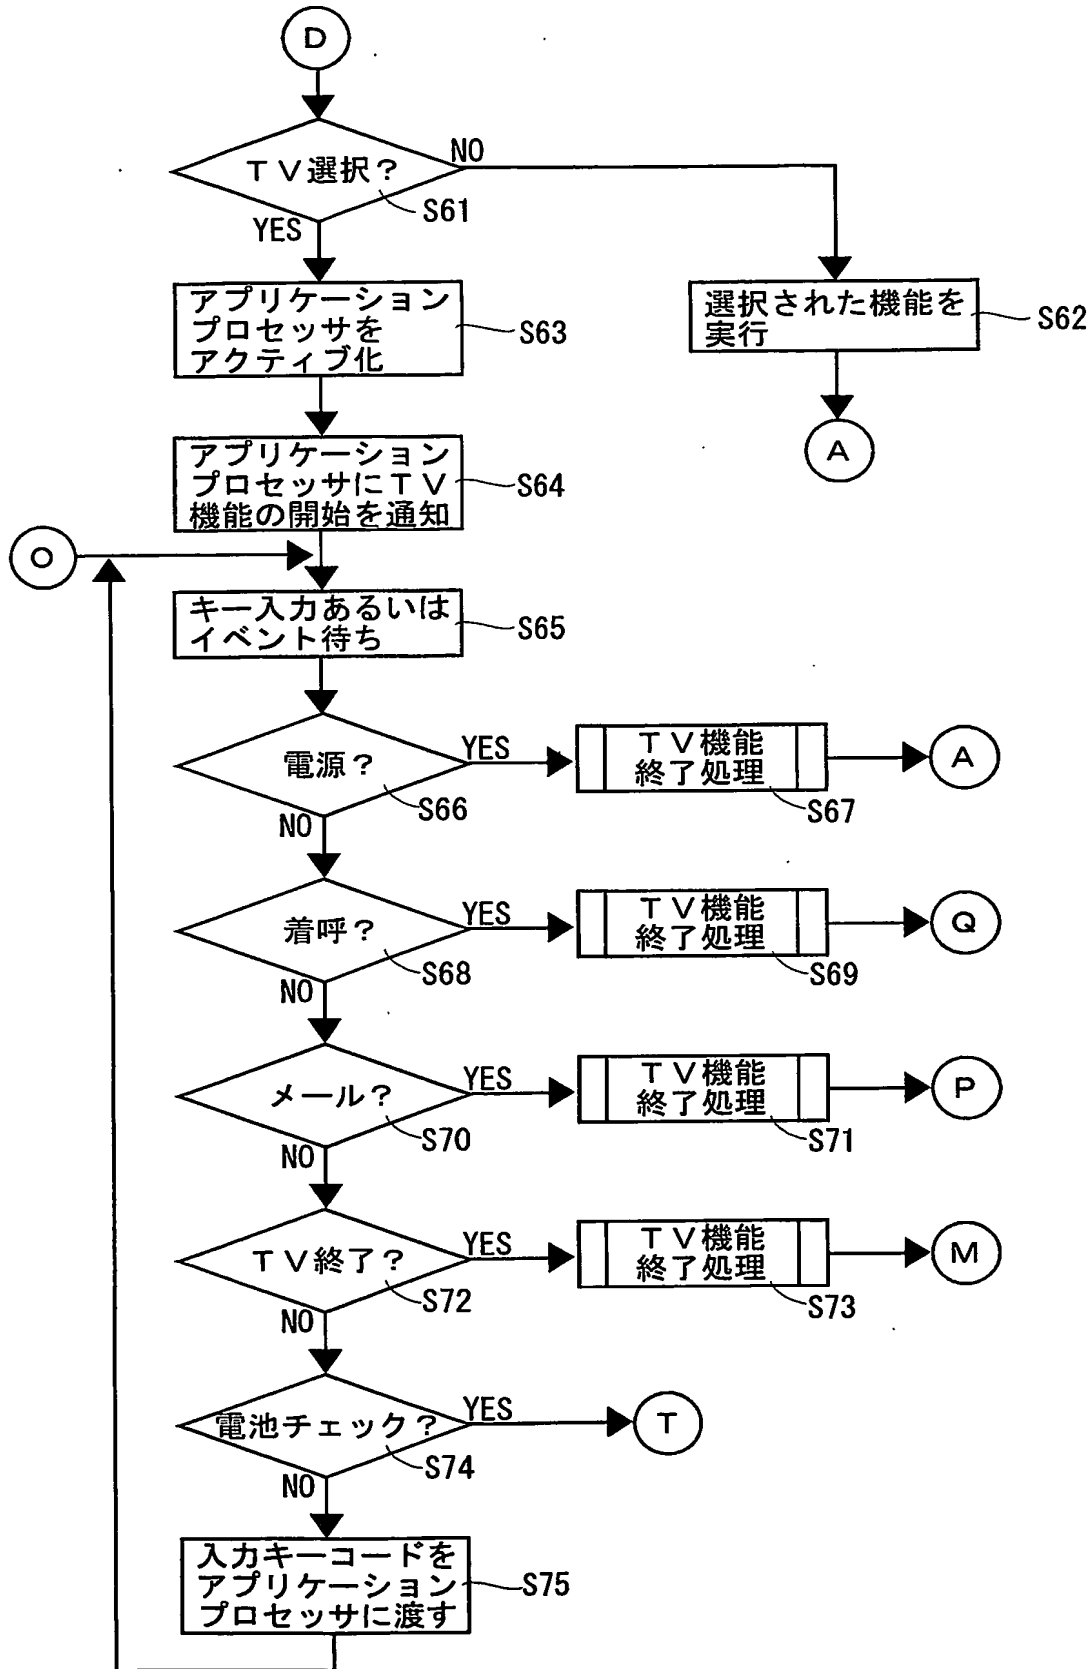 D
TV選択?
NO
S61
YES
アプリケーション
プロセッサを
アクティブ化
S63
選択された機能を
実行
S62
A
アプリケーション
プロセッサにTV
機能の開始を通知
S64
O
キー入力あるいは
イベント待ち
S65
電源?
YES
S66
NO
TV機能
終了処理
S67
A
着呼?
YES
S68
NO
TV機能
終了処理
S69
Q
メール?
YES
S70
NO
TV機能
終了処理
S71
P
TV終了?
YES
S72
NO
TV機能
終了処理
S73
M
電池チェック?
YES
S74
NO
T
入力キーコードを
アプリケーション
プロセッサに渡す
S75